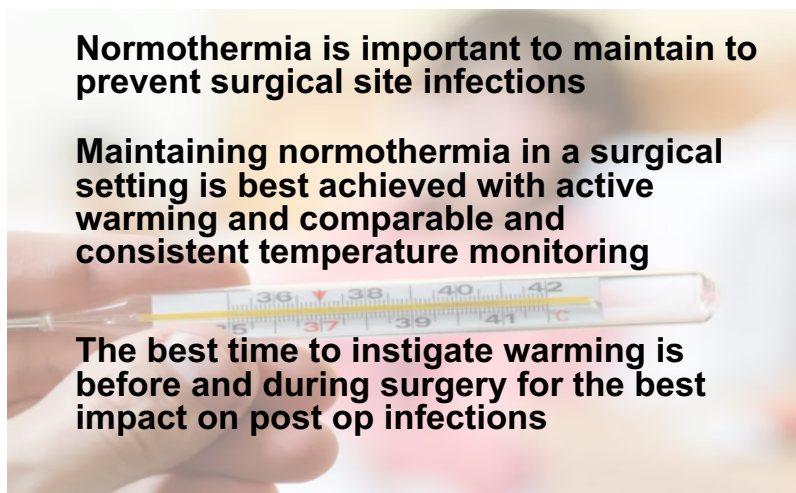 Normothermia is important to maintain to
prevent surgical site infections
Maintaining normothermia in a surgical
setting is best achieved with active
warming and comparable and
consistent temperature monitoring
36 38 40 42
35 37 39 41 C
The best time to instigate warming is
before and during surgery for the best
impact on post op infections